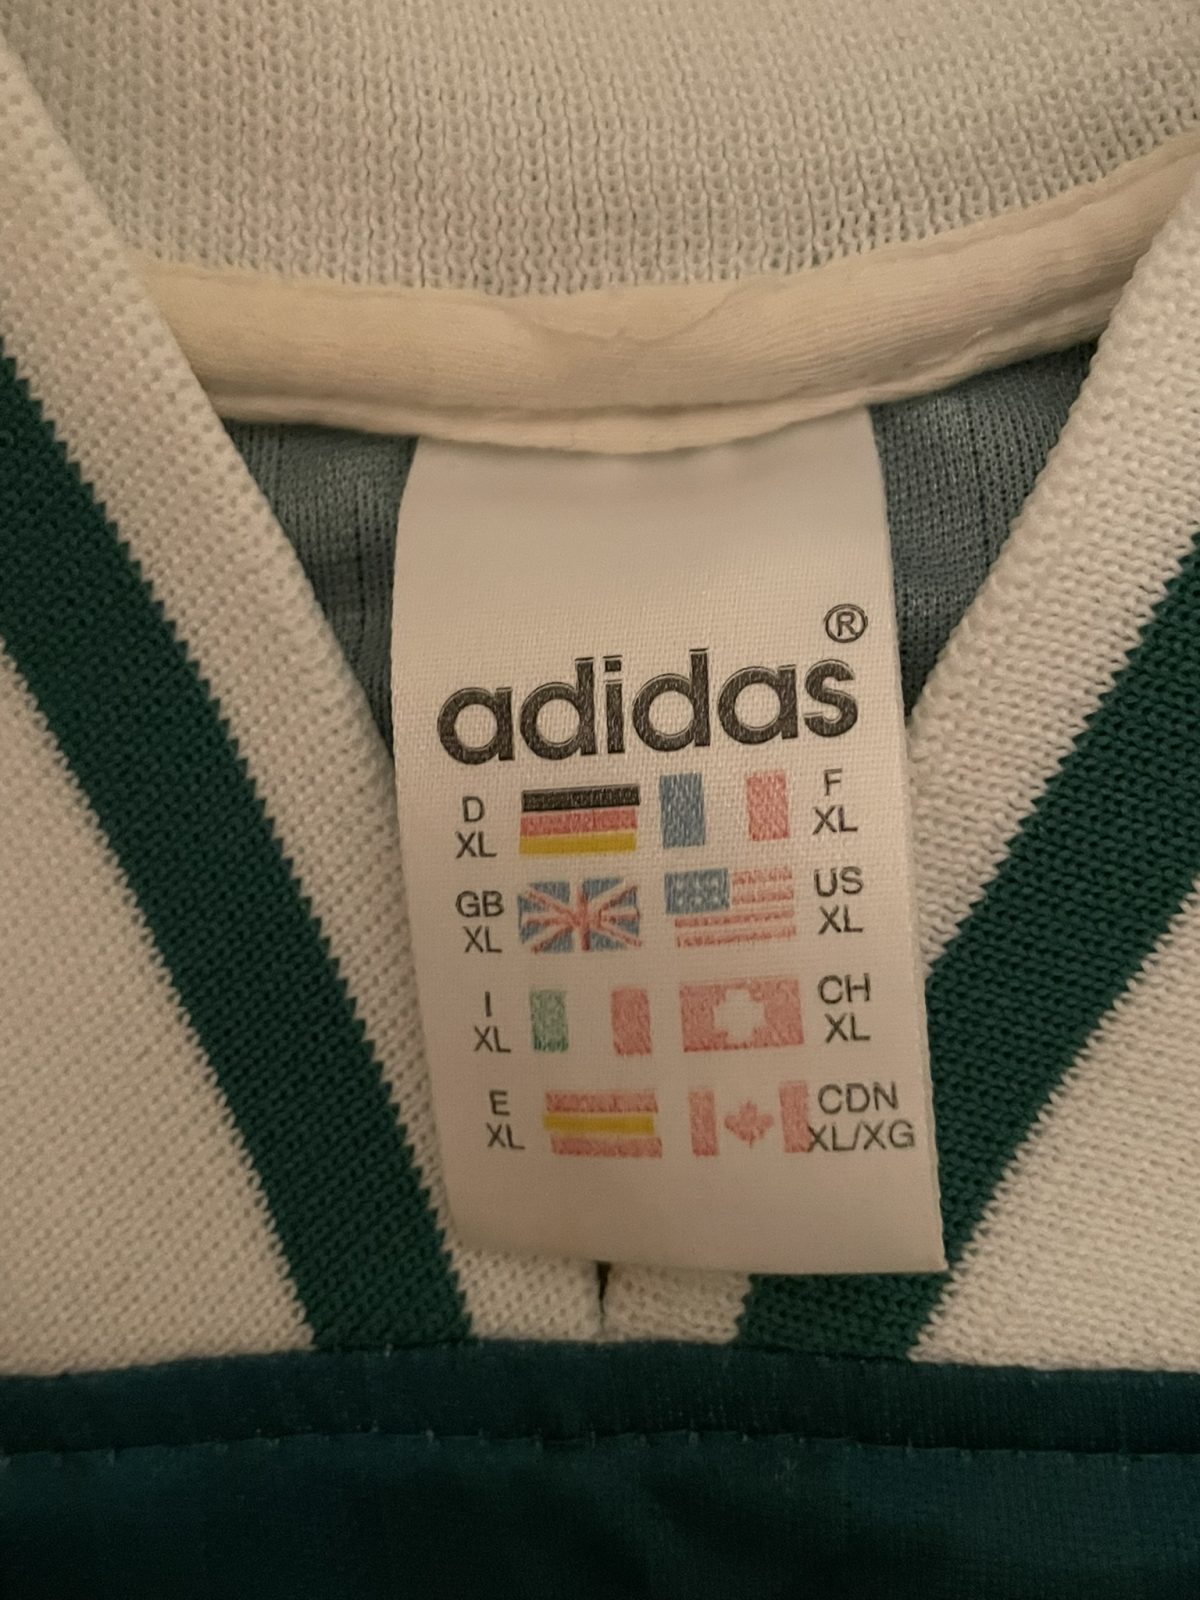 ®
adidas
D F
XL XL
GB US
XL XL
I CH
XL XL
E CDN
XL XL/XG